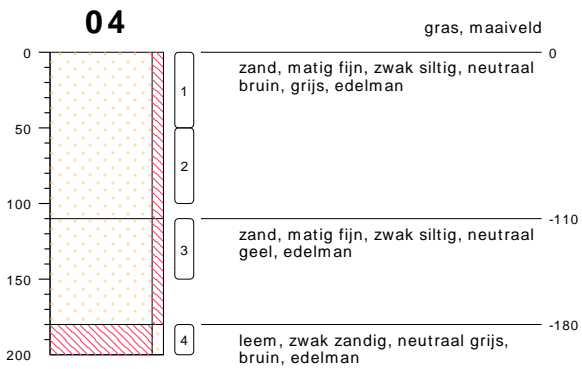 04
gras, maaiveld
0
0
zand, matig fijn, zwak siltig, neutraal
bruin, grijs, edelman
1
50
2
100
-110
zand, matig fijn, zwak siltig, neutraal
geel, edelman
3
150
-180
leem, zwak zandig, neutraal grijs,
bruin, edelman
4
200